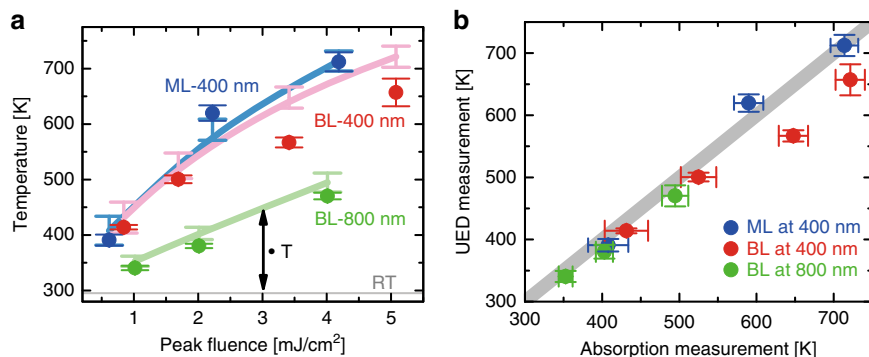 a
Temperature [K]
700
600
500
400
300
ML-400 nm
BL-400 nm
BL-800 nm
• T
RT
1 2 3 4 5
Peak fluence [mJ/cm²]
b
UED measurement [K]
700
600
500
400
300
ML at 400 nm
BL at 400 nm
BL at 800 nm
300 400 500 600 700
Absorption measurement [K]